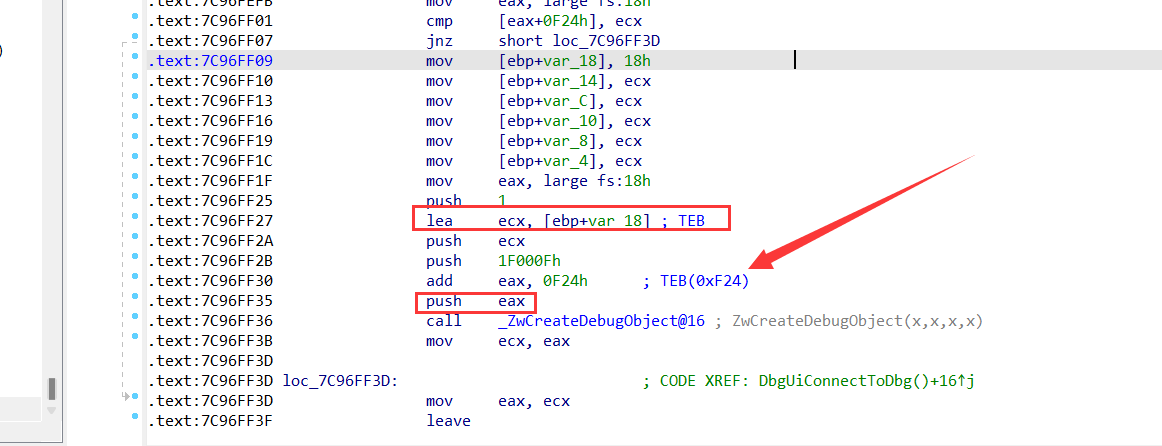 .text:7C96FEFB mov eax, large fs:18h
.text:7C96FF01 cmp [eax+0F24h], ecx
.text:7C96FF07 jnz short loc_7C96FF3D
.text:7C96FF09 mov [ebp+var_18], 18h
.text:7C96FF10 mov [ebp+var_14], ecx
.text:7C96FF13 mov [ebp+var_C], ecx
.text:7C96FF16 mov [ebp+var_10], ecx
.text:7C96FF19 mov [ebp+var_8], ecx
.text:7C96FF1C mov [ebp+var_4], ecx
.text:7C96FF1F mov eax, large fs:18h
.text:7C96FF25 push 1
.text:7C96FF27 lea ecx, [ebp+var_18] ; TEB
.text:7C96FF2A push ecx
.text:7C96FF2B push 1F000Fh
.text:7C96FF30 add eax, 0F24h ; TEB(0xF24)
.text:7C96FF35 push eax
.text:7C96FF36 call _ZwCreateDebugObject@16 ; ZwCreateDebugObject(x,x,x,x)
.text:7C96FF3B mov ecx, eax
.text:7C96FF3D
.text:7C96FF3D loc_7C96FF3D: ; CODE XREF: DbgUiConnectToDbg()+16↑j
.text:7C96FF3D mov eax, ecx
.text:7C96FF3F leave